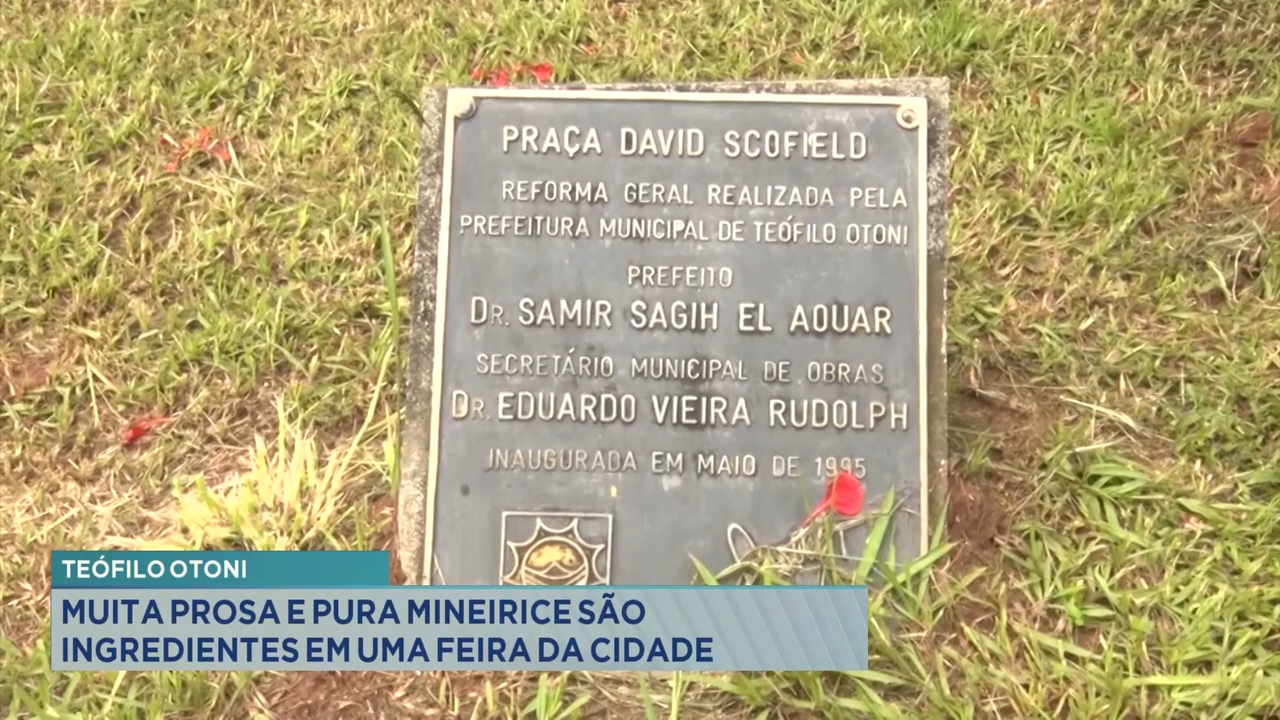 PRAÇA DAVID SCOFIELD
REFORMA GERAL REALIZADA PELA
PREFEITURA MUNICIPAL DE TEÓFILO OTONI
PREFEITO
DR. SAMIR SAGIH EL AOUAR
SECRETÁRIO MUNICIPAL DE OBRAS
DR. EDUARDO VIEIRA RUDOLPH
INAUGURADA EM MAIO DE 1995
TEÓFILO OTONI
MUITA PROSA E PURA MINEIRICE SÃO
INGREDIENTES EM UMA FEIRA DA CIDADE